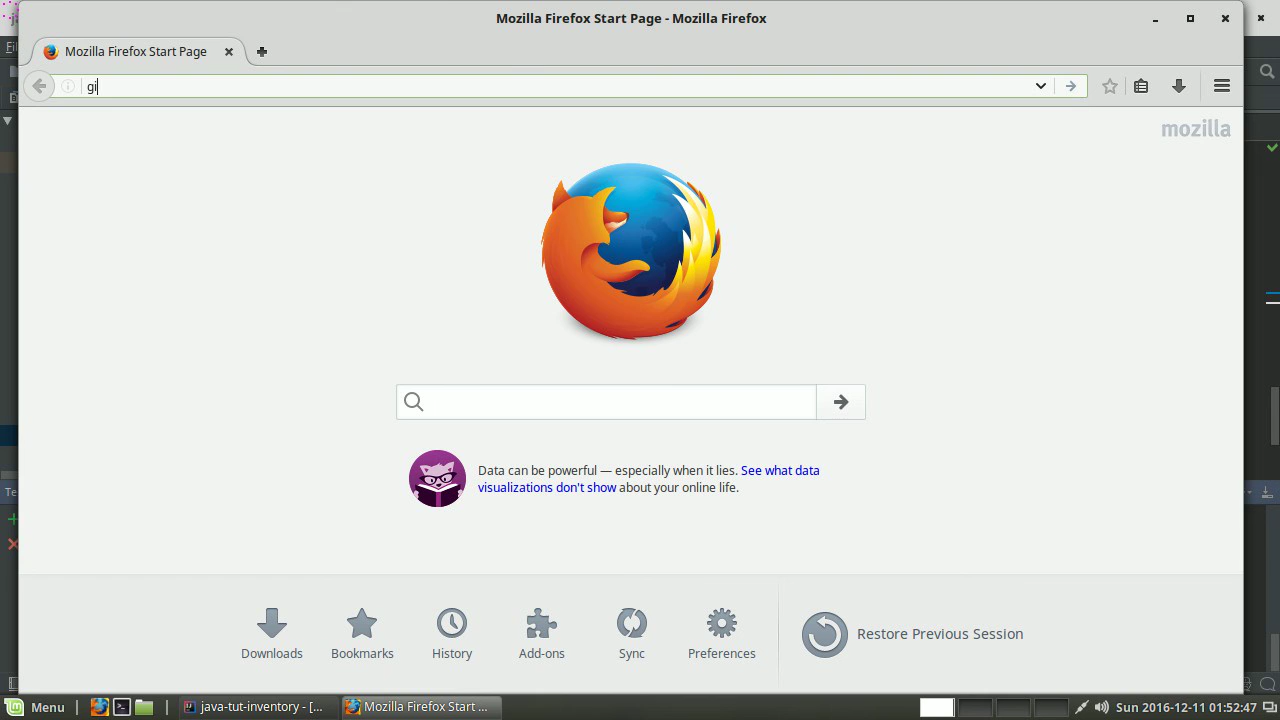 Mozilla Firefox Start Page - Mozilla Firefox
Mozilla Firefox Start Page
gi
mozilla
Data can be powerful — especially when it lies. See what data
visualizations don't show about your online life.
Downloads
Bookmarks
History
Add-ons
Sync
Preferences
Restore Previous Session
Menu
java-tut-inventory - [...
Mozilla Firefox Start ...
Sun 2016-12-11 01:52:47